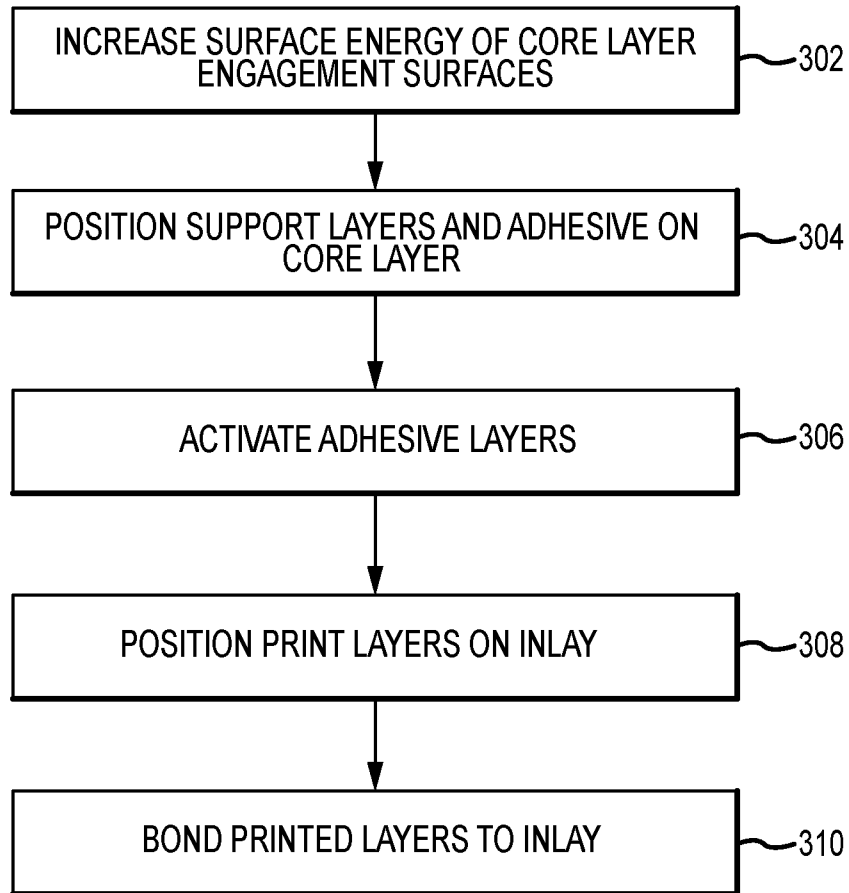 INCREASE SURFACE ENERGY OF CORE LAYER
ENGAGEMENT SURFACES
302
POSITION SUPPORT LAYERS AND ADHESIVE ON
CORE LAYER
304
ACTIVATE ADHESIVE LAYERS
306
POSITION PRINT LAYERS ON INLAY
308
BOND PRINTED LAYERS TO INLAY
310